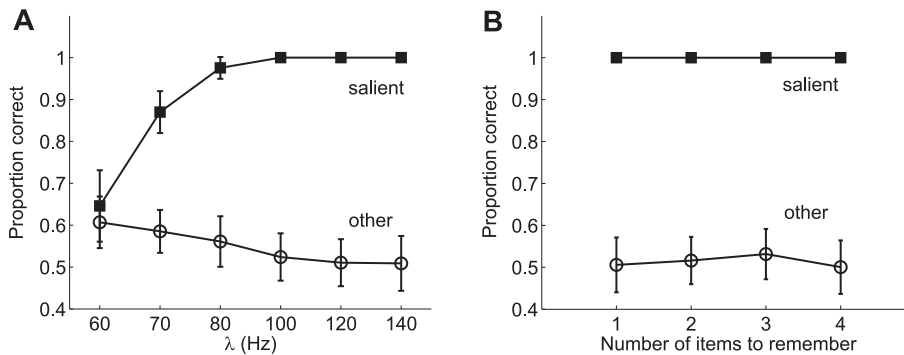 A
Proportion correct
1
0.9
0.8
0.7
0.6
0.5
0.4
salient
other
60 70 80 100 120 140
λ (Hz)
B
Proportion correct
1
0.9
0.8
0.7
0.6
0.5
0.4
salient
other
1 2 3 4
Number of items to remember